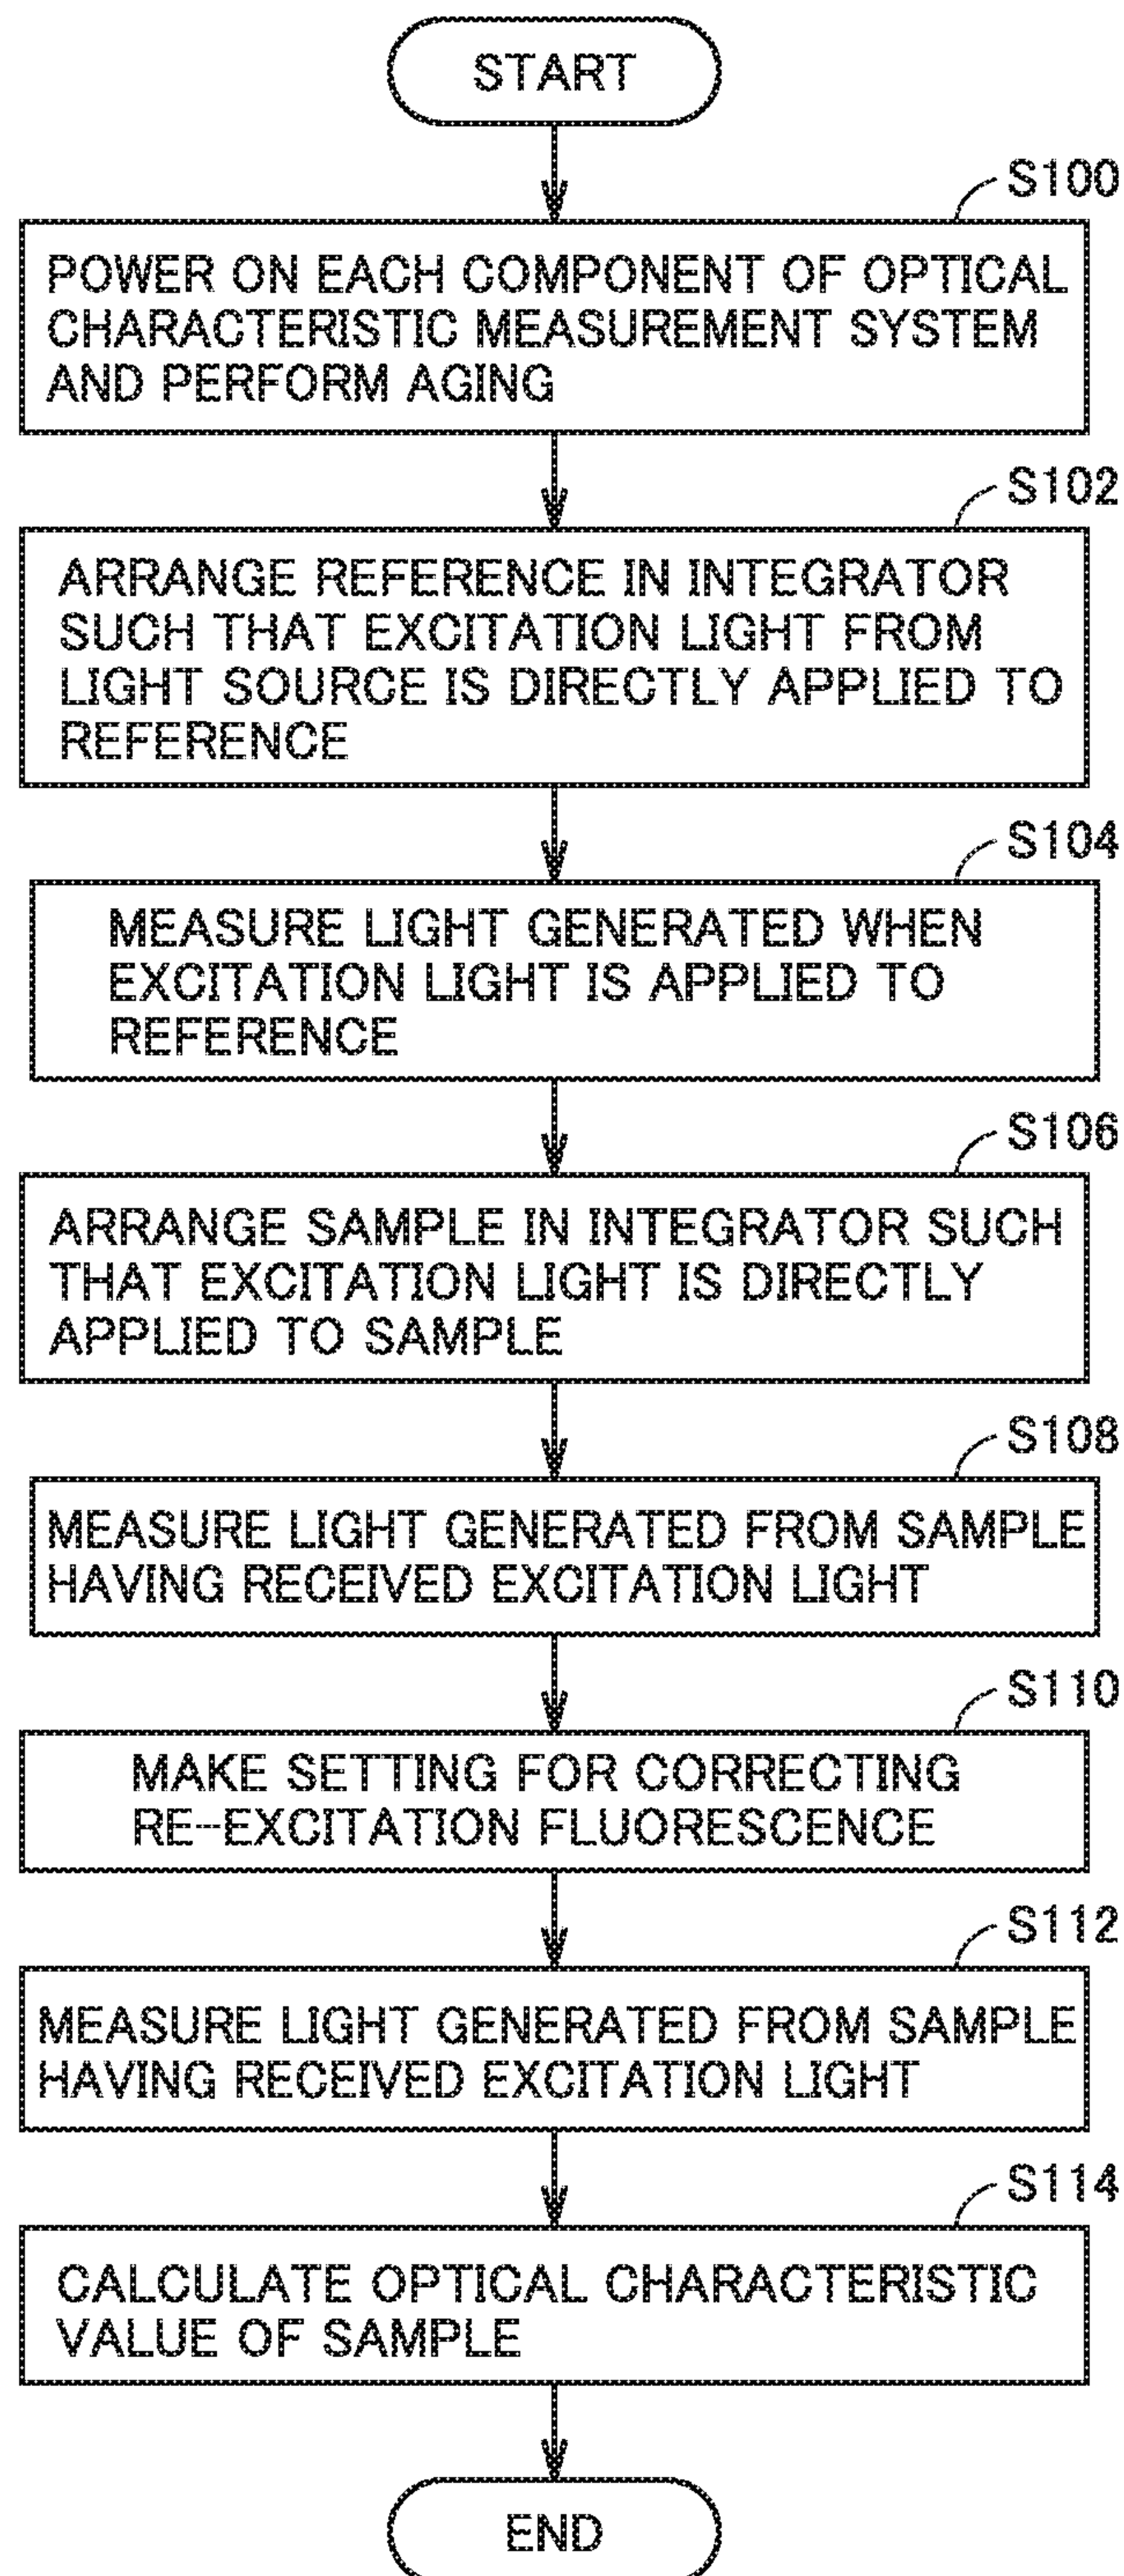 START
S100
POWER ON EACH COMPONENT OF OPTICAL
CHARACTERISTIC MEASUREMENT SYSTEM
AND PERFORM AGING
S102
ARRANGE REFERENCE IN INTEGRATOR
SUCH THAT EXCITATION LIGHT FROM
LIGHT SOURCE IS DIRECTLY APPLIED TO
REFERENCE
S104
MEASURE LIGHT GENERATED WHEN
EXCITATION LIGHT IS APPLIED TO
REFERENCE
S106
ARRANGE SAMPLE IN INTEGRATOR SUCH
THAT EXCITATION LIGHT IS DIRECTLY
APPLIED TO SAMPLE
S108
MEASURE LIGHT GENERATED FROM SAMPLE
HAVING RECEIVED EXCITATION LIGHT
S110
MAKE SETTING FOR CORRECTING
RE--EXCITATION FLUORESCENCE
S112
MEASURE LIGHT GENERATED FROM SAMPLE
HAVING RECEIVED EXCITATION LIGHT
S114
CALCULATE OPTICAL CHARACTERISTIC
VALUE OF SAMPLE
END